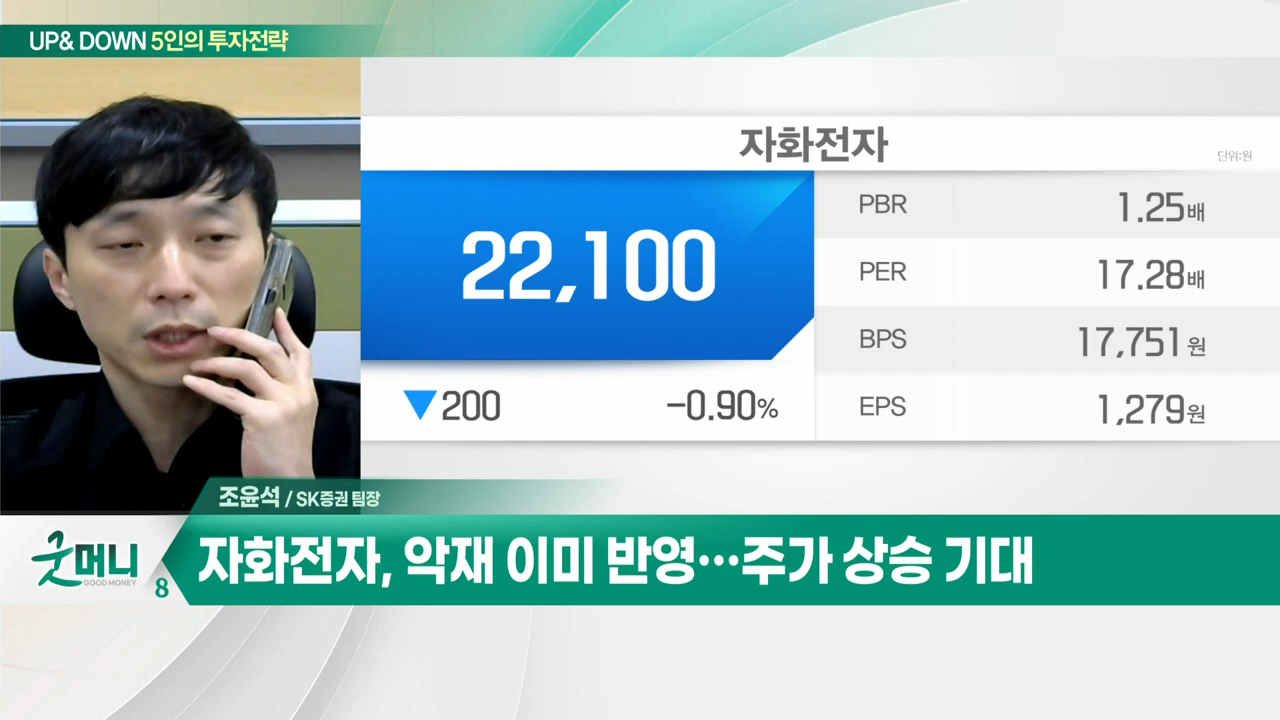 UP& DOWN 5인의 투자전략
자화전자
단위:원
22,100
▼200 -0.90%
PBR 1.25배
PER 17.28배
BPS 17,751원
EPS 1,279원
조윤석 / SK증권 팀장
굿머니
GOOD MONEY
8
자화전자, 악재 이미 반영…주가 상승 기대